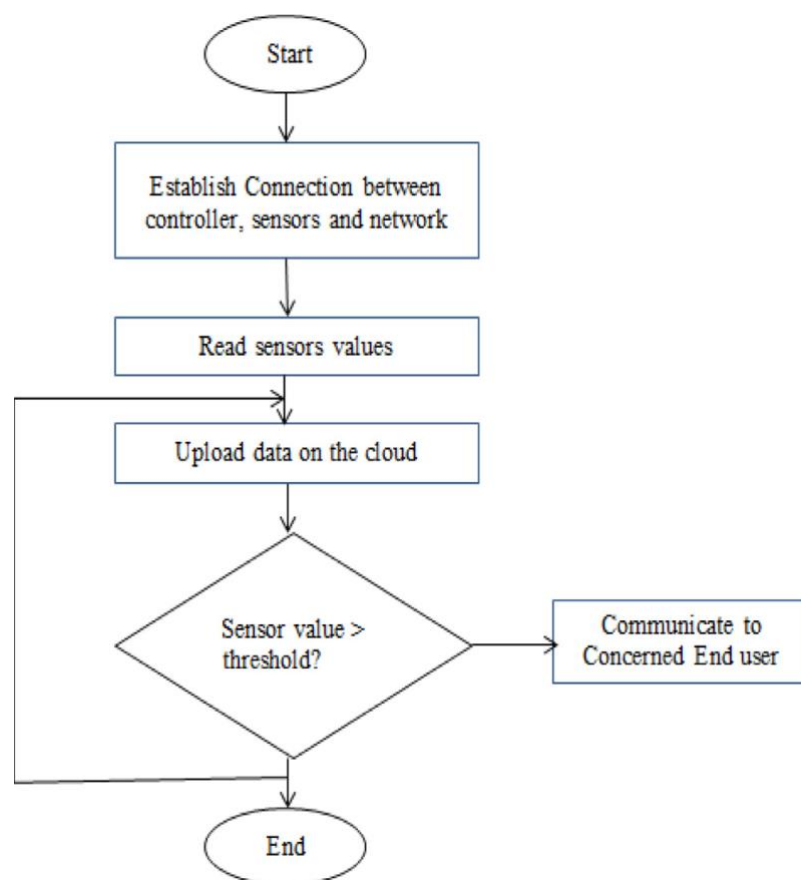 Start
Establish Connection between
controller, sensors and network
Read sensors values
Upload data on the cloud
Sensor value >
threshold?
Communicate to
Concerned End user
End